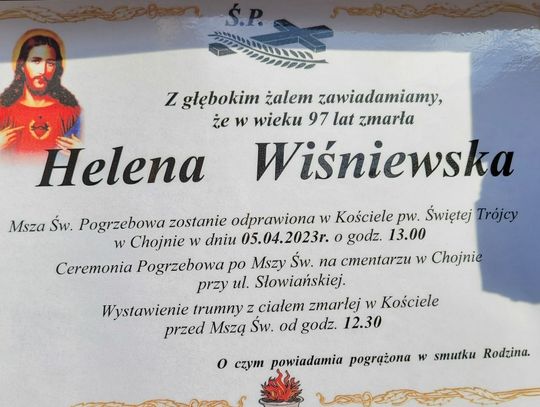 Ś.P.
Z głębokim żalem zawiadamiamy,
że w wieku 97 lat zmarła
Helena Wiśniewska
Msza Św. Pogrzebowa zostanie odprawiona w Kościele pw. Świętej Trójcy
w Chojnie w dniu 05.04.2023r. o godz. 13.00
Ceremonia Pogrzebowa po Mszy Św. na cmentarzu w Chojnie
przy ul. Słowiańskiej.
Wystawienie trumny z ciałem zmarłej w Kościele
przed Mszą Św. od godz. 12.30
O czym powiadamia pogrążona w smutku Rodzina.